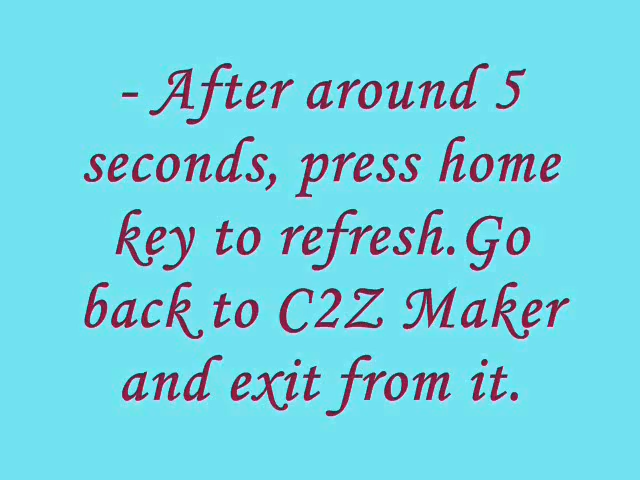 - After around 5
seconds, press home
key to refresh.Go
back to C2Z Maker
and exit from it.